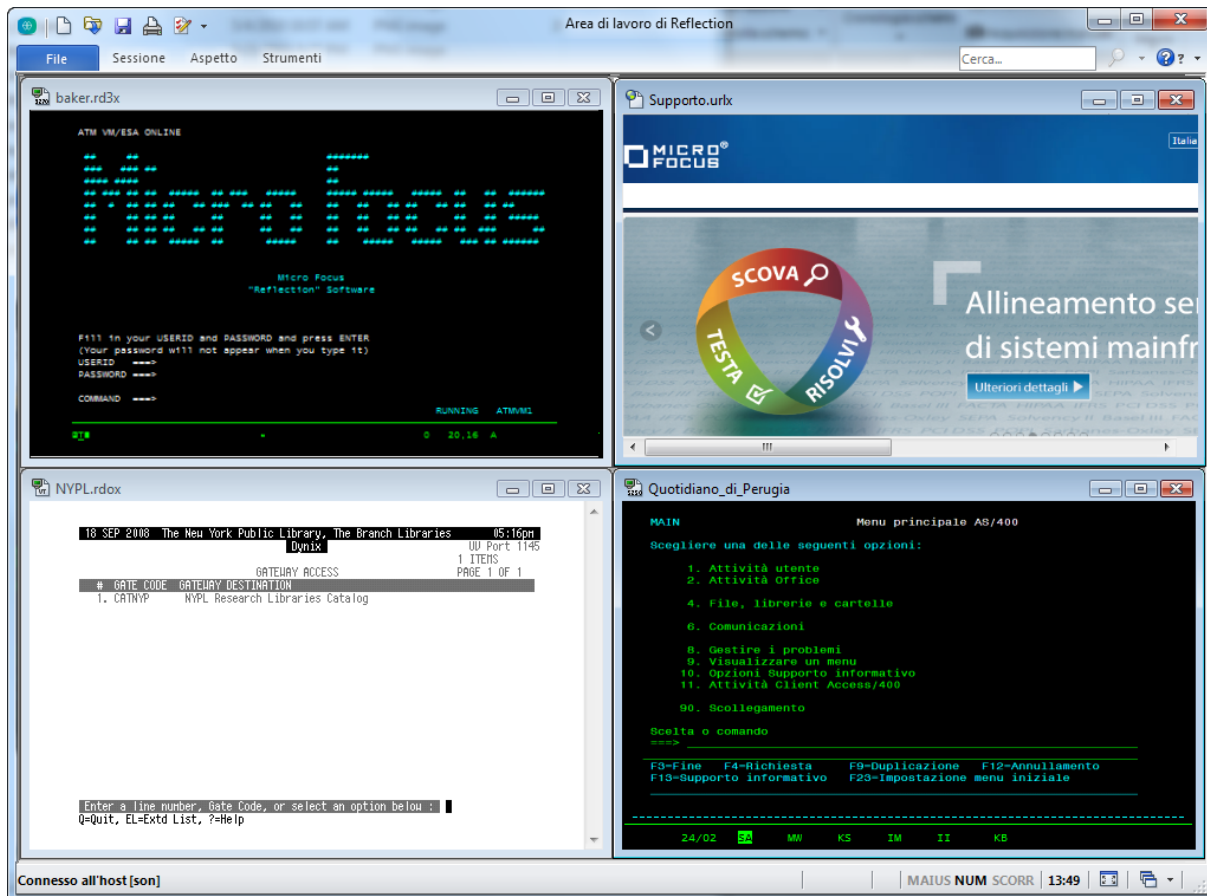 Area di lavoro di Reflection
File Sessione Aspetto Strumenti Cerca...
baker.rd3x
ATM VM/ESA ONLINE
Micro Focus
Micro Focus
"Reflection" Software
Fill in your USERID and PASSWORD and press ENTER
(Your password will not appear when you type it)
USERID ===>
PASSWORD ===>
COMMAND ===>
RUNNING ATMVM1
0 20,16 A
Supporto.urlx
MICRO FOCUS®
Italia
SCOVA
TESTA
RISOLVI
Allineamento se
di sistemi mainfr
Ulteriori dettagli
NYPL.rdox
18 SEP 2008 The New York Public Library, The Branch Libraries 05:16pm
Dynix UV Port 1145
1 ITEMS
GATEWAY ACCESS PAGE 1 OF 1
# GATE CODE GATEWAY DESTINATION
1. CATNYP NYPL Research Libraries Catalog
Enter a line number, Gate Code, or select an option below :
Q=Quit, EL=Extd List, ?=Help
Quotidiano_di_Perugia
MAIN Menu principale AS/400
Scegliere una delle seguenti opzioni:
1. Attività utente
2. Attività Office
4. File, librerie e cartelle
6. Comunicazioni
8. Gestire i problemi
9. Visualizzare un menu
10. Opzioni Supporto informativo
11. Attività Client Access/400
90. Scollegamento
Scelta o comando
===>
F3=Fine F4=Richiesta F9=Duplicazione F12=Annullamento
F13=Supporto informativo F23=Impostazione menu iniziale
24/02 SA MW KS IM II KB
Connesso all'host [son] MAIUS NUM SCORR 13:49